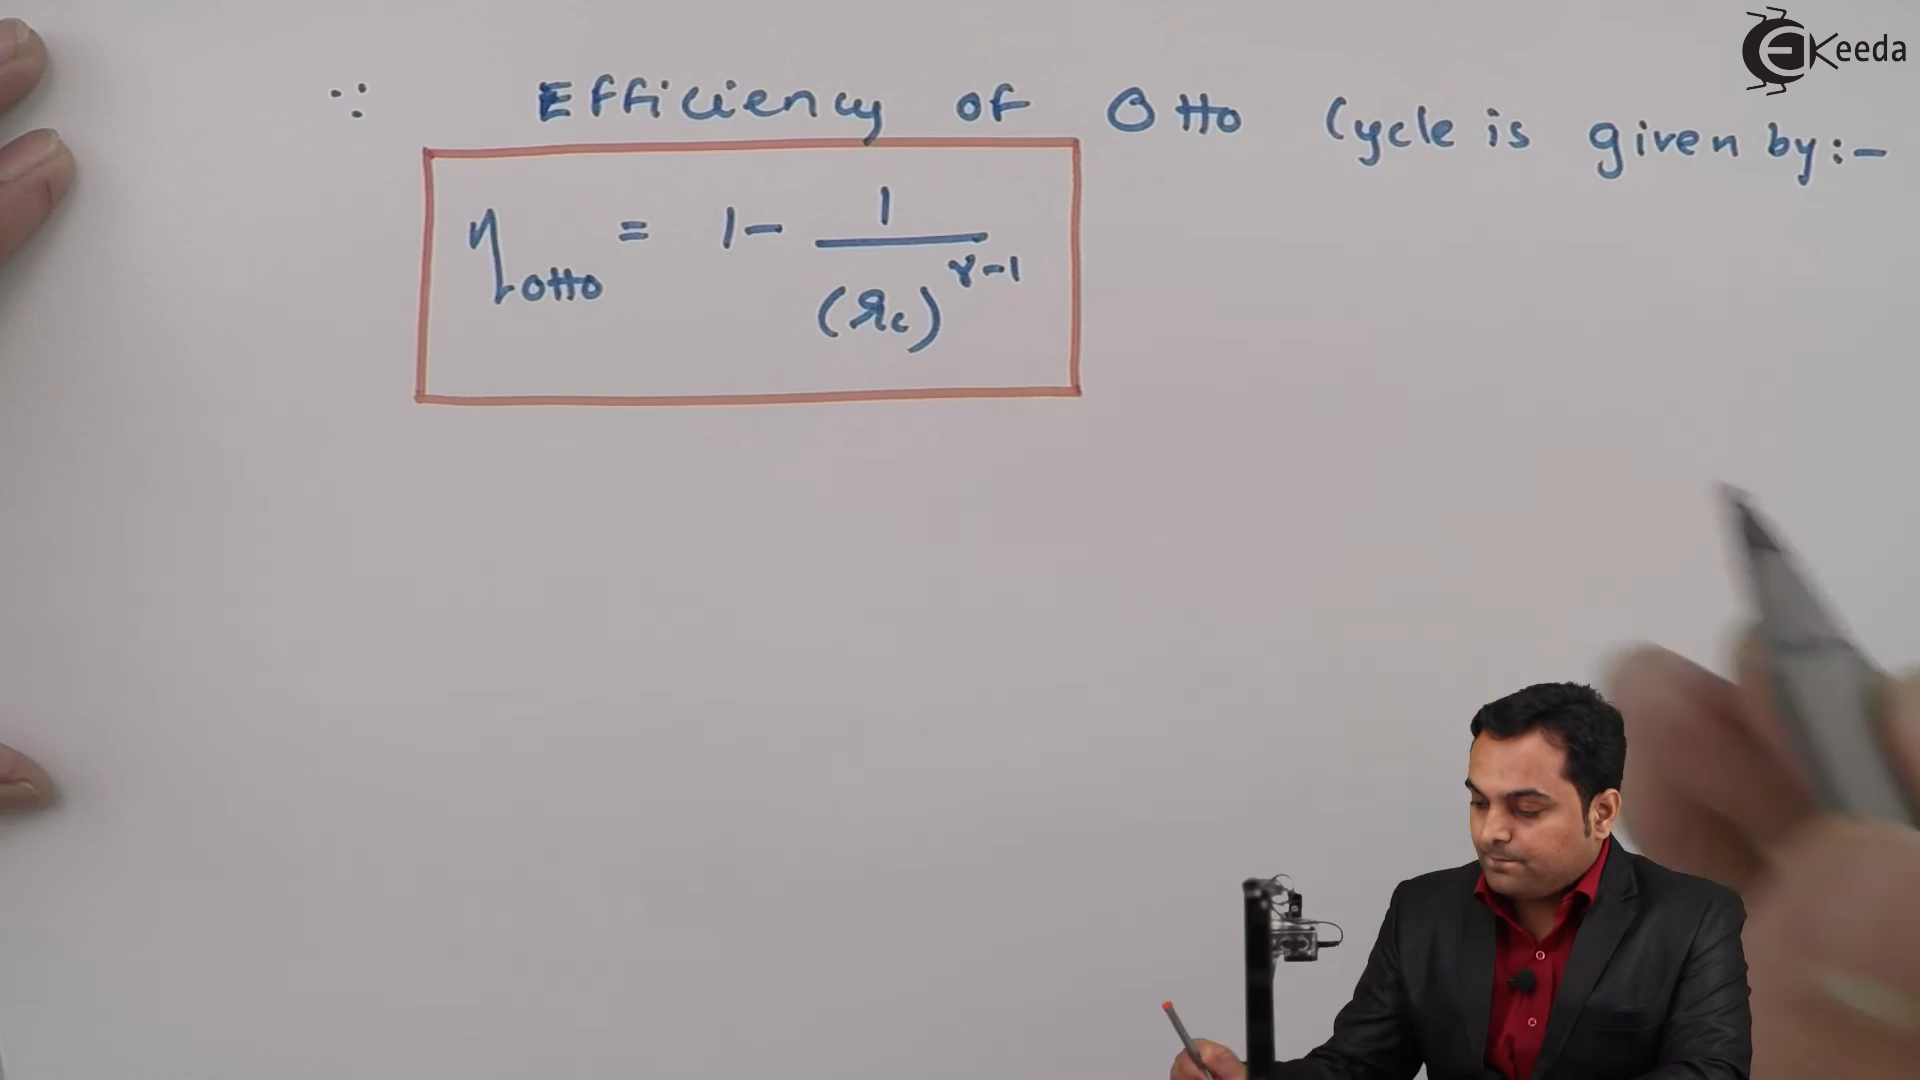 EKeeda
∵ Efficiency of Otto Cycle is given by:-
η_otto = 1 - 1/(r_c)^(γ-1)